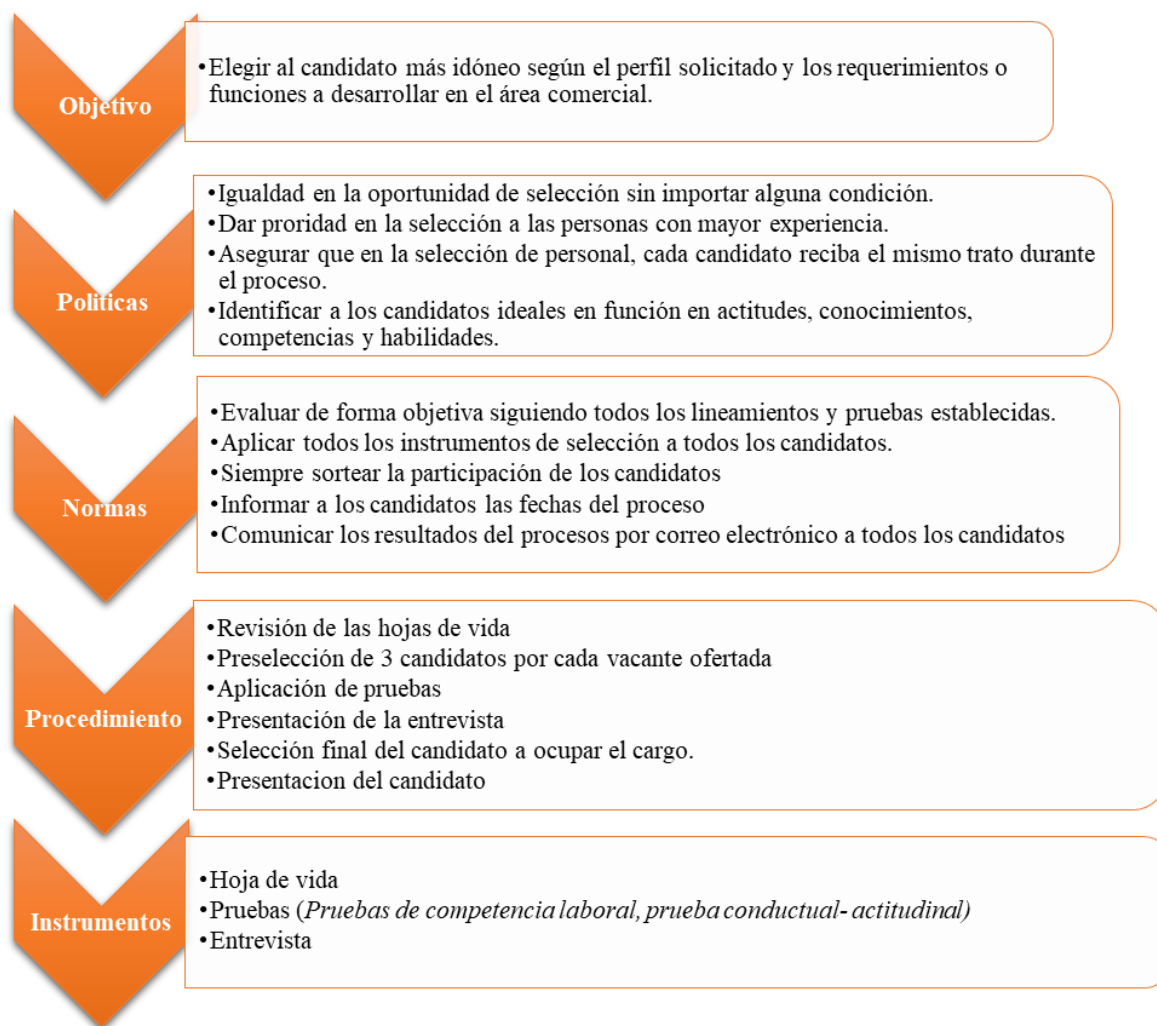 Objetivo
•Elegir al candidato más idóneo según el perfil solicitado y los requerimientos o
funciones a desarrollar en el área comercial.
Políticas
•Igualdad en la oportunidad de selección sin importar alguna condición.
•Dar proridad en la selección a las personas con mayor experiencia.
•Asegurar que en la selección de personal, cada candidato reciba el mismo trato durante
el proceso.
•Identificar a los candidatos ideales en función en actitudes, conocimientos,
competencias y habilidades.
Normas
•Evaluar de forma objetiva siguiendo todos los lineamientos y pruebas establecidas.
•Aplicar todos los instrumentos de selección a todos los candidatos.
•Siempre sortear la participación de los candidatos
•Informar a los candidatos las fechas del proceso
•Comunicar los resultados del procesos por correo electrónico a todos los candidatos
Procedimiento
•Revisión de las hojas de vida
•Preselección de 3 candidatos por cada vacante ofertada
•Aplicación de pruebas
•Presentación de la entrevista
•Selección final del candidato a ocupar el cargo.
•Presentacion del candidato
Instrumentos
•Hoja de vida
•Pruebas (Pruebas de competencia laboral, prueba conductual- actitudinal)
•Entrevista